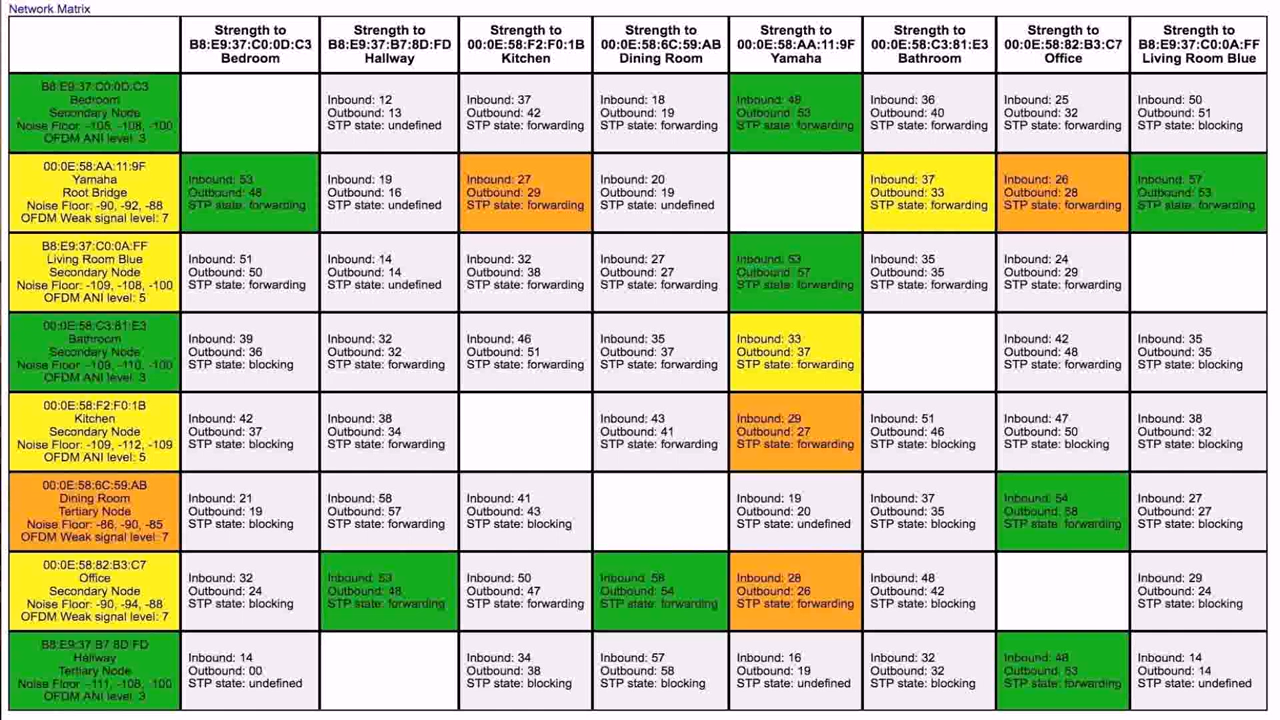 Network Matrix
Strength to
B8:E9:37:C0:0D:C3
Bedroom
Strength to
B8:E9:37:B7:8D:FD
Hallway
Strength to
00:0E:58:F2:F0:1B
Kitchen
Strength to
00:0E:58:6C:59:AB
Dining Room
Strength to
00:0E:58:AA:11:9F
Yamaha
Strength to
00:0E:58:C3:81:E3
Bathroom
Strength to
00:0E:58:82:B3:C7
Office
Strength to
B8:E9:37:C0:0A:FF
Living Room Blue
B8:E9:37:C0:0D:C3
Bedroom
Secondary Node
Noise Floor: -105, -108, -100
OFDM ANI level: 3
Inbound: 12
Outbound: 13
STP state: undefined
Inbound: 37
Outbound: 42
STP state: forwarding
Inbound: 18
Outbound: 19
STP state: forwarding
Inbound: 48
Outbound: 53
STP state: forwarding
Inbound: 36
Outbound: 40
STP state: forwarding
Inbound: 25
Outbound: 32
STP state: forwarding
Inbound: 50
Outbound: 51
STP state: blocking
00:0E:58:AA:11:9F
Yamaha
Root Bridge
Noise Floor: -90, -92, -88
OFDM Weak signal level: 7
Inbound: 53
Outbound: 48
STP state: forwarding
Inbound: 19
Outbound: 16
STP state: undefined
Inbound: 27
Outbound: 29
STP state: forwarding
Inbound: 20
Outbound: 19
STP state: undefined
Inbound: 37
Outbound: 33
STP state: forwarding
Inbound: 26
Outbound: 28
STP state: forwarding
Inbound: 57
Outbound: 53
STP state: forwarding
B8:E9:37:C0:0A:FF
Living Room Blue
Secondary Node
Noise Floor: -109, -108, -100
OFDM ANI level: 5
Inbound: 51
Outbound: 50
STP state: forwarding
Inbound: 14
Outbound: 14
STP state: undefined
Inbound: 32
Outbound: 38
STP state: forwarding
Inbound: 27
Outbound: 27
STP state: forwarding
Inbound: 53
Outbound: 57
STP state: forwarding
Inbound: 35
Outbound: 35
STP state: forwarding
Inbound: 24
Outbound: 29
STP state: forwarding
00:0E:58:C3:81:E3
Bathroom
Secondary Node
Noise Floor: -109, -110, -100
OFDM ANI level: 3
Inbound: 39
Outbound: 36
STP state: blocking
Inbound: 32
Outbound: 32
STP state: forwarding
Inbound: 46
Outbound: 51
STP state: forwarding
Inbound: 35
Outbound: 37
STP state: forwarding
Inbound: 33
Outbound: 37
STP state: forwarding
Inbound: 42
Outbound: 48
STP state: forwarding
Inbound: 35
Outbound: 35
STP state: blocking
00:0E:58:F2:F0:1B
Kitchen
Secondary Node
Noise Floor: -109, -112, -109
OFDM ANI level: 5
Inbound: 42
Outbound: 37
STP state: blocking
Inbound: 38
Outbound: 34
STP state: forwarding
Inbound: 43
Outbound: 41
STP state: forwarding
Inbound: 29
Outbound: 27
STP state: forwarding
Inbound: 51
Outbound: 46
STP state: blocking
Inbound: 47
Outbound: 50
STP state: blocking
Inbound: 38
Outbound: 32
STP state: blocking
00:0E:58:6C:59:AB
Dining Room
Tertiary Node
Noise Floor: -86, -90, -85
OFDM Weak signal level: 7
Inbound: 21
Outbound: 19
STP state: blocking
Inbound: 58
Outbound: 57
STP state: forwarding
Inbound: 41
Outbound: 43
STP state: blocking
Inbound: 19
Outbound: 20
STP state: undefined
Inbound: 37
Outbound: 35
STP state: blocking
Inbound: 54
Outbound: 58
STP state: forwarding
Inbound: 27
Outbound: 27
STP state: blocking
00:0E:58:82:B3:C7
Office
Secondary Node
Noise Floor: -90, -94, -88
OFDM Weak signal level: 7
Inbound: 32
Outbound: 24
STP state: blocking
Inbound: 53
Outbound: 48
STP state: forwarding
Inbound: 50
Outbound: 47
STP state: forwarding
Inbound: 58
Outbound: 54
STP state: forwarding
Inbound: 28
Outbound: 26
STP state: forwarding
Inbound: 48
Outbound: 42
STP state: blocking
Inbound: 29
Outbound: 24
STP state: blocking
B8:E9:37:B7:8D:FD
Hallway
Tertiary Node
Noise Floor: -111, -108, -100
OFDM ANI level: 3
Inbound: 14
Outbound: 00
STP state: undefined
Inbound: 34
Outbound: 38
STP state: blocking
Inbound: 57
Outbound: 58
STP state: blocking
Inbound: 16
Outbound: 19
STP state: undefined
Inbound: 32
Outbound: 32
STP state: blocking
Inbound: 48
Outbound: 53
STP state: forwarding
Inbound: 14
Outbound: 14
STP state: undefined